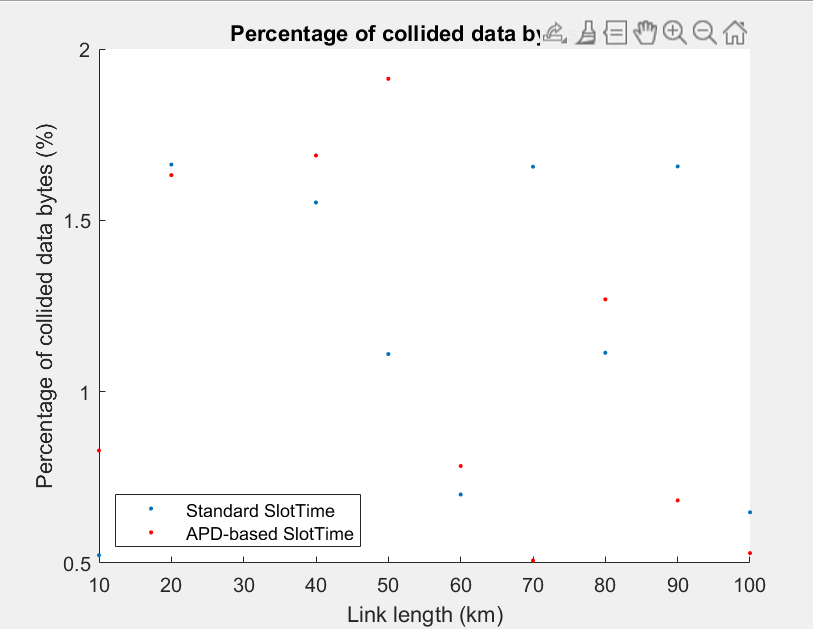 Percentage of collided data by
2
1.5
1
0.5
Percentage of collided data bytes (%)
Standard SlotTime
APD-based SlotTime
10 20 30 40 50 60 70 80 90 100
Link length (km)